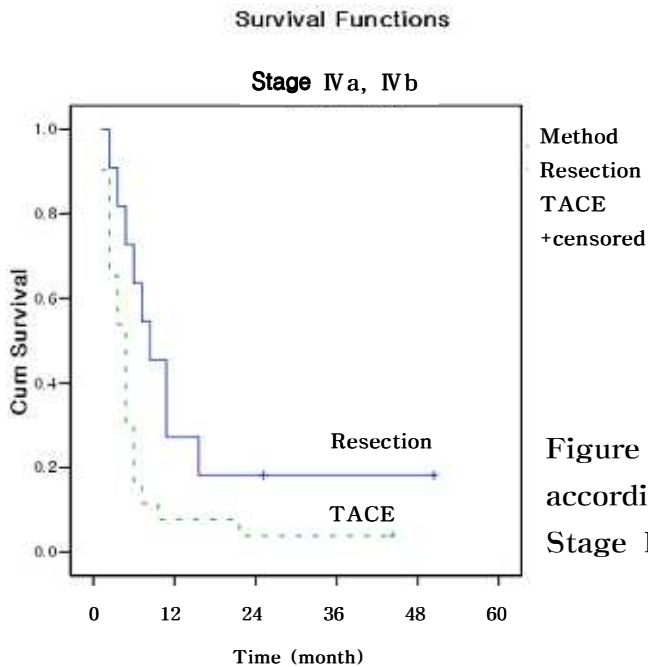 Survival Functions
Stage Ⅳa, Ⅳb
Method
Resection
TACE
+censored
Cum Survival
1.0
0.8
0.6
0.4
0.2
0.0
Resection
TACE
0 12 24 36 48 60
Time (month)
Figure
accordi
Stage